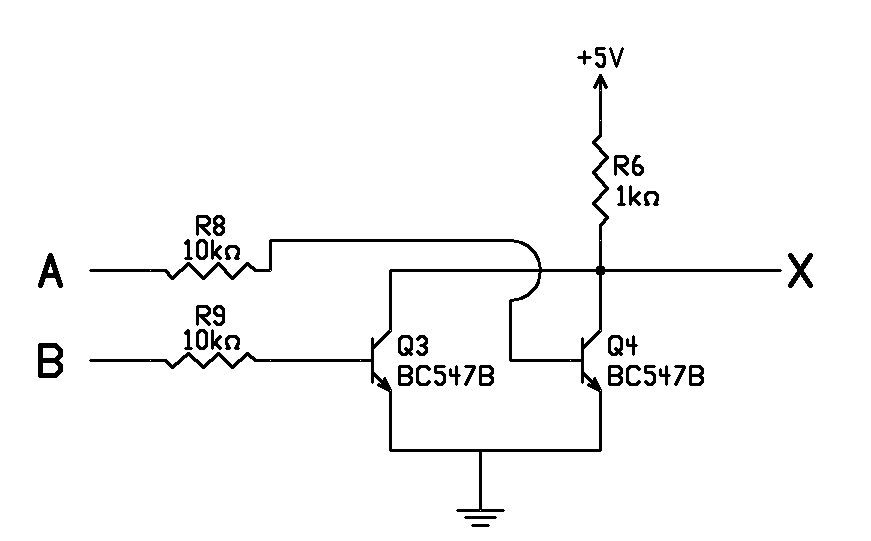 +5V
R6
1kΩ
R8
10kΩ
A
X
R9
10kΩ
B
Q3
BC547B
Q4
BC547B